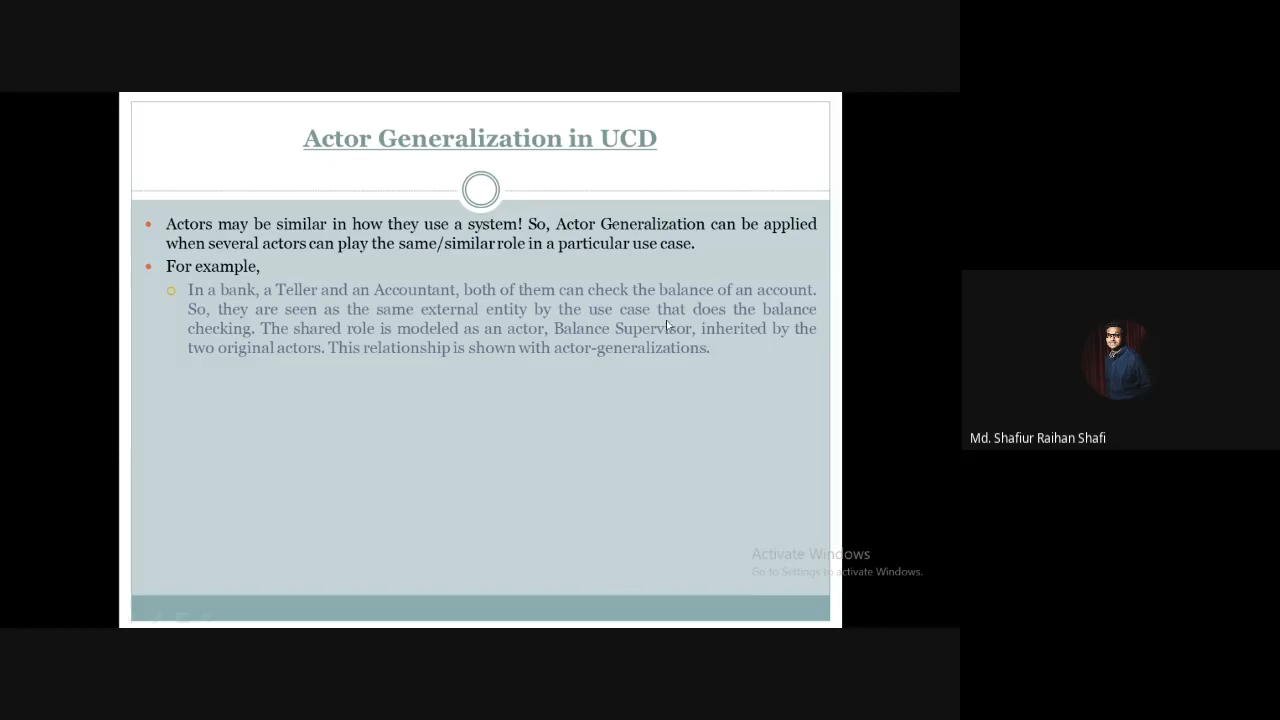 Actor Generalization in UCD
• Actors may be similar in how they use a system! So, Actor Generalization can be applied
when several actors can play the same/similar role in a particular use case.
• For example,
In a bank, a Teller and an Accountant, both of them can check the balance of an account.
So, they are seen as the same external entity by the use case that does the balance
checking. The shared role is modeled as an actor, Balance Supervisor, inherited by the
two original actors. This relationship is shown with actor-generalizations.
Md. Shafiur Raihan Shafi
Activate Windows
Go to Settings to activate Windows.